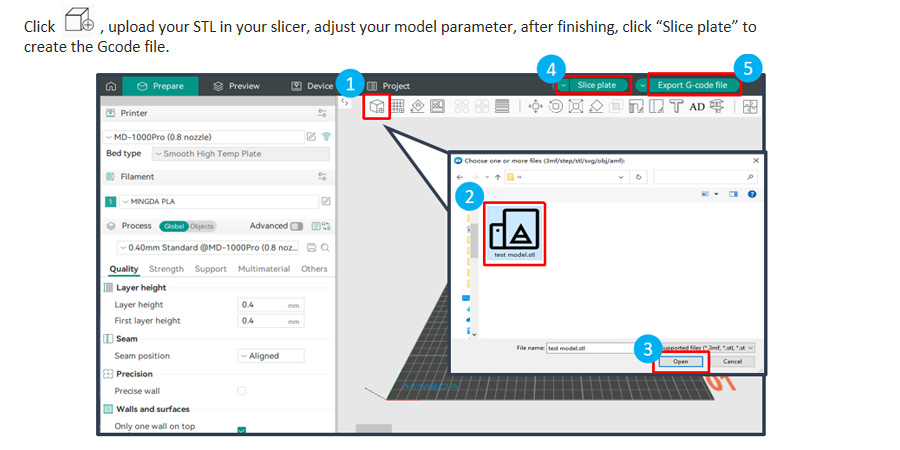 Click , upload your STL in your slicer, adjust your model parameter, after finishing, click “Slice plate” to
create the Gcode file.
4
5
Prepare
Preview
Device
1
Project
Slice plate
Export G-code file
Printer
AD
MD-1000Pro (0.8 nozzle)
Bed type
Smooth High Temp Plate
Choose one or more files (3mf/step/stl/svg/obj/amf):
Filament
1
MINGDA PLA
2
Process
Global
Objects
Advanced
0.40mm Standard @MD-1000Pro (0.8 noz...
test model.stl
Quality
Strength
Support
Multimaterial
Others
Layer height
Layer height
0.4
mm
First layer height
0.4
mm
Seam
Seam position
Aligned
File name:
test model.stl
3
upported files (*.3mf, *.stl, *.st
Open
Cancel
Precision
Precise wall
01
Walls and surfaces
Only one wall on top